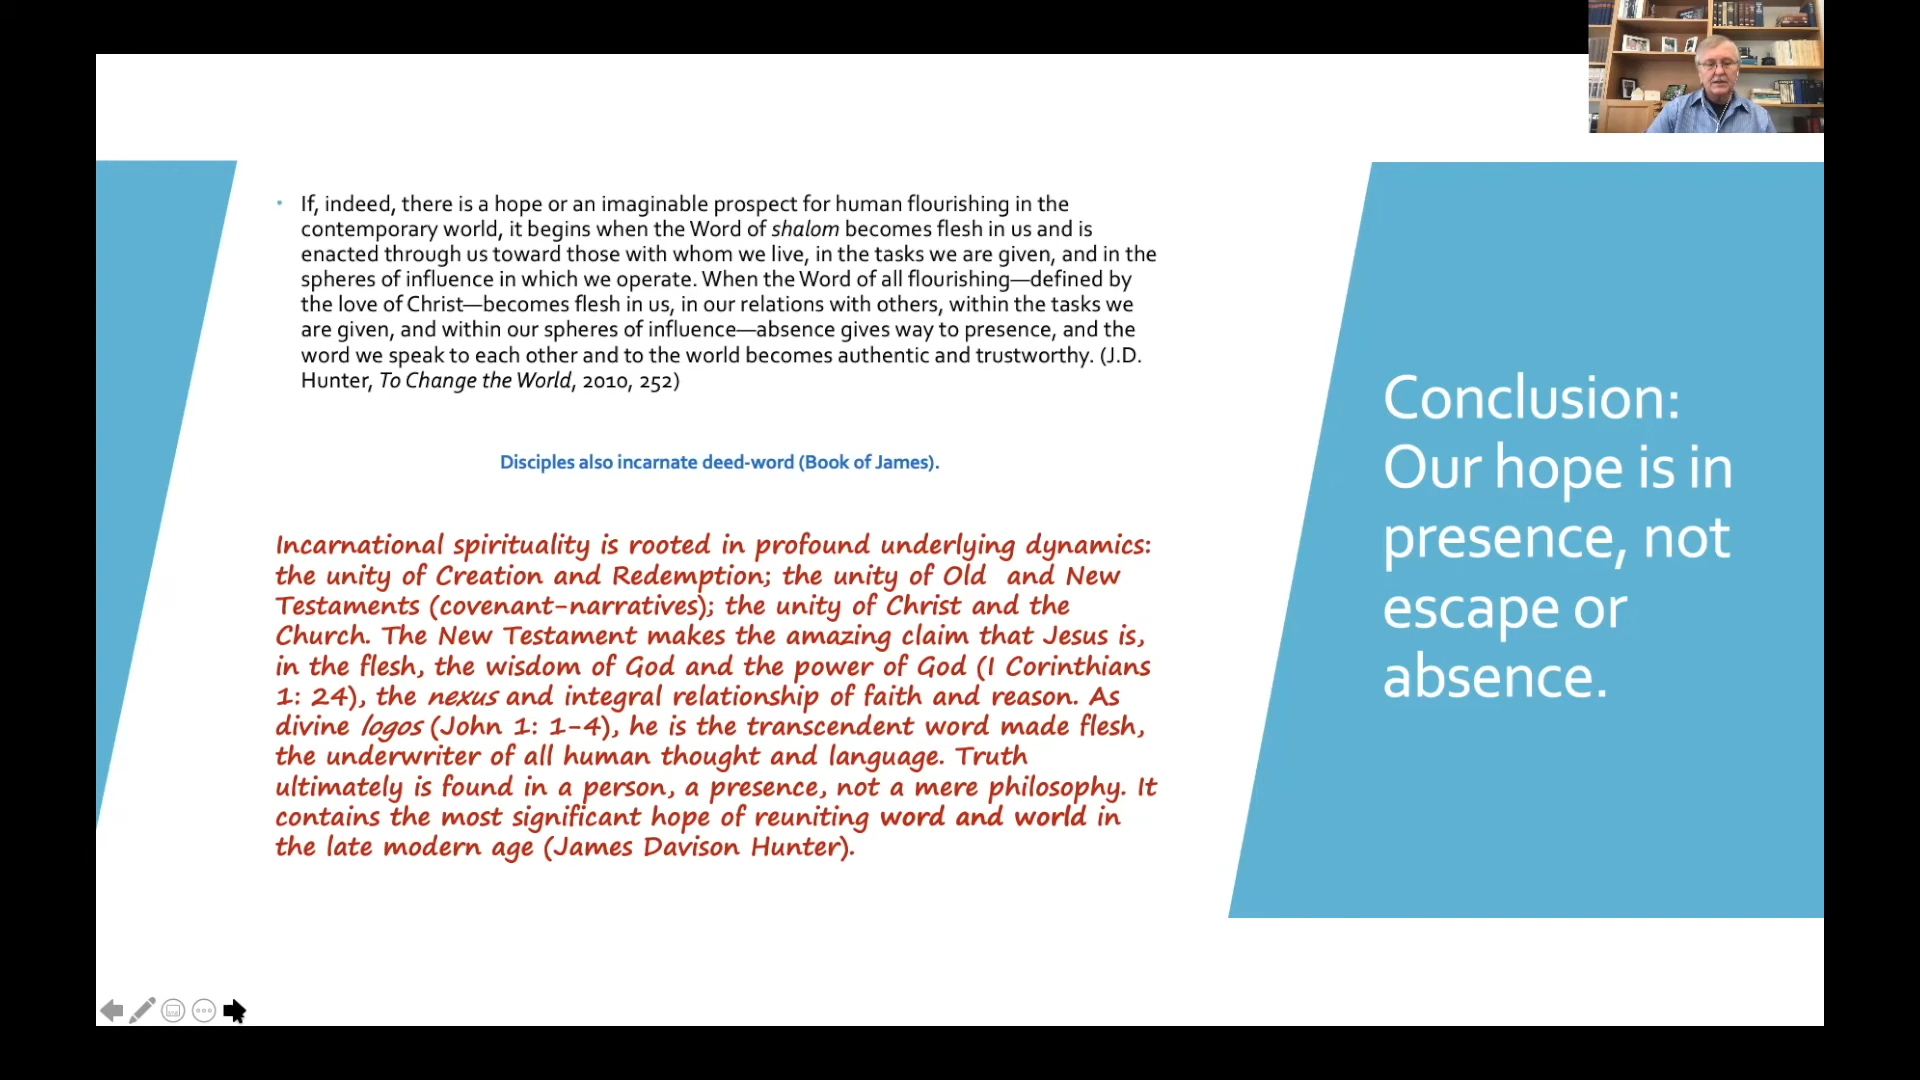 If, indeed, there is a hope or an imaginable prospect for human flourishing in the
contemporary world, it begins when the Word of shalom becomes flesh in us and is
enacted through us toward those with whom we live, in the tasks we are given, and in the
spheres of influence in which we operate. When the Word of all flourishing—defined by
the love of Christ—becomes flesh in us, in our relations with others, within the tasks we
are given, and within our spheres of influence—absence gives way to presence, and the
word we speak to each other and to the world becomes authentic and trustworthy. (J.D.
Hunter, To Change the World, 2010, 252)
Disciples also incarnate deed-word (Book of James).
Incarnational spirituality is rooted in profound underlying dynamics:
the unity of Creation and Redemption; the unity of Old and New
Testaments (covenant-narratives); the unity of Christ and the
Church. The New Testament makes the amazing claim that Jesus is,
in the flesh, the wisdom of God and the power of God (I Corinthians
1: 24), the nexus and integral relationship of faith and reason. As
divine logos (John 1: 1-4), he is the transcendent word made flesh,
the underwriter of all human thought and language. Truth
ultimately is found in a person, a presence, not a mere philosophy. It
contains the most significant hope of reuniting word and world in
the late modern age (James Davison Hunter).
Conclusion:
Our hope is in
presence, not
escape or
absence.